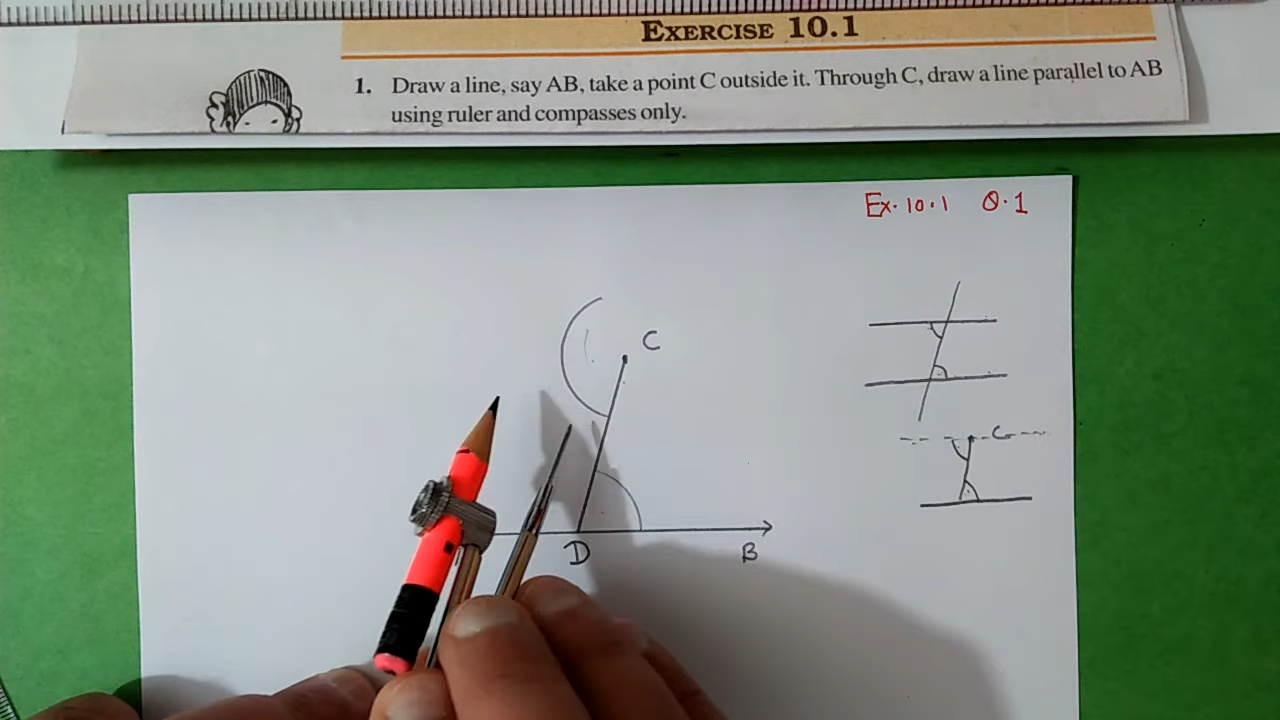 EXERCISE 10.1
1. Draw a line, say AB, take a point C outside it. Through C, draw a line parallel to AB
using ruler and compasses only.
Ex. 10.1 Q.1
C
C
D
B